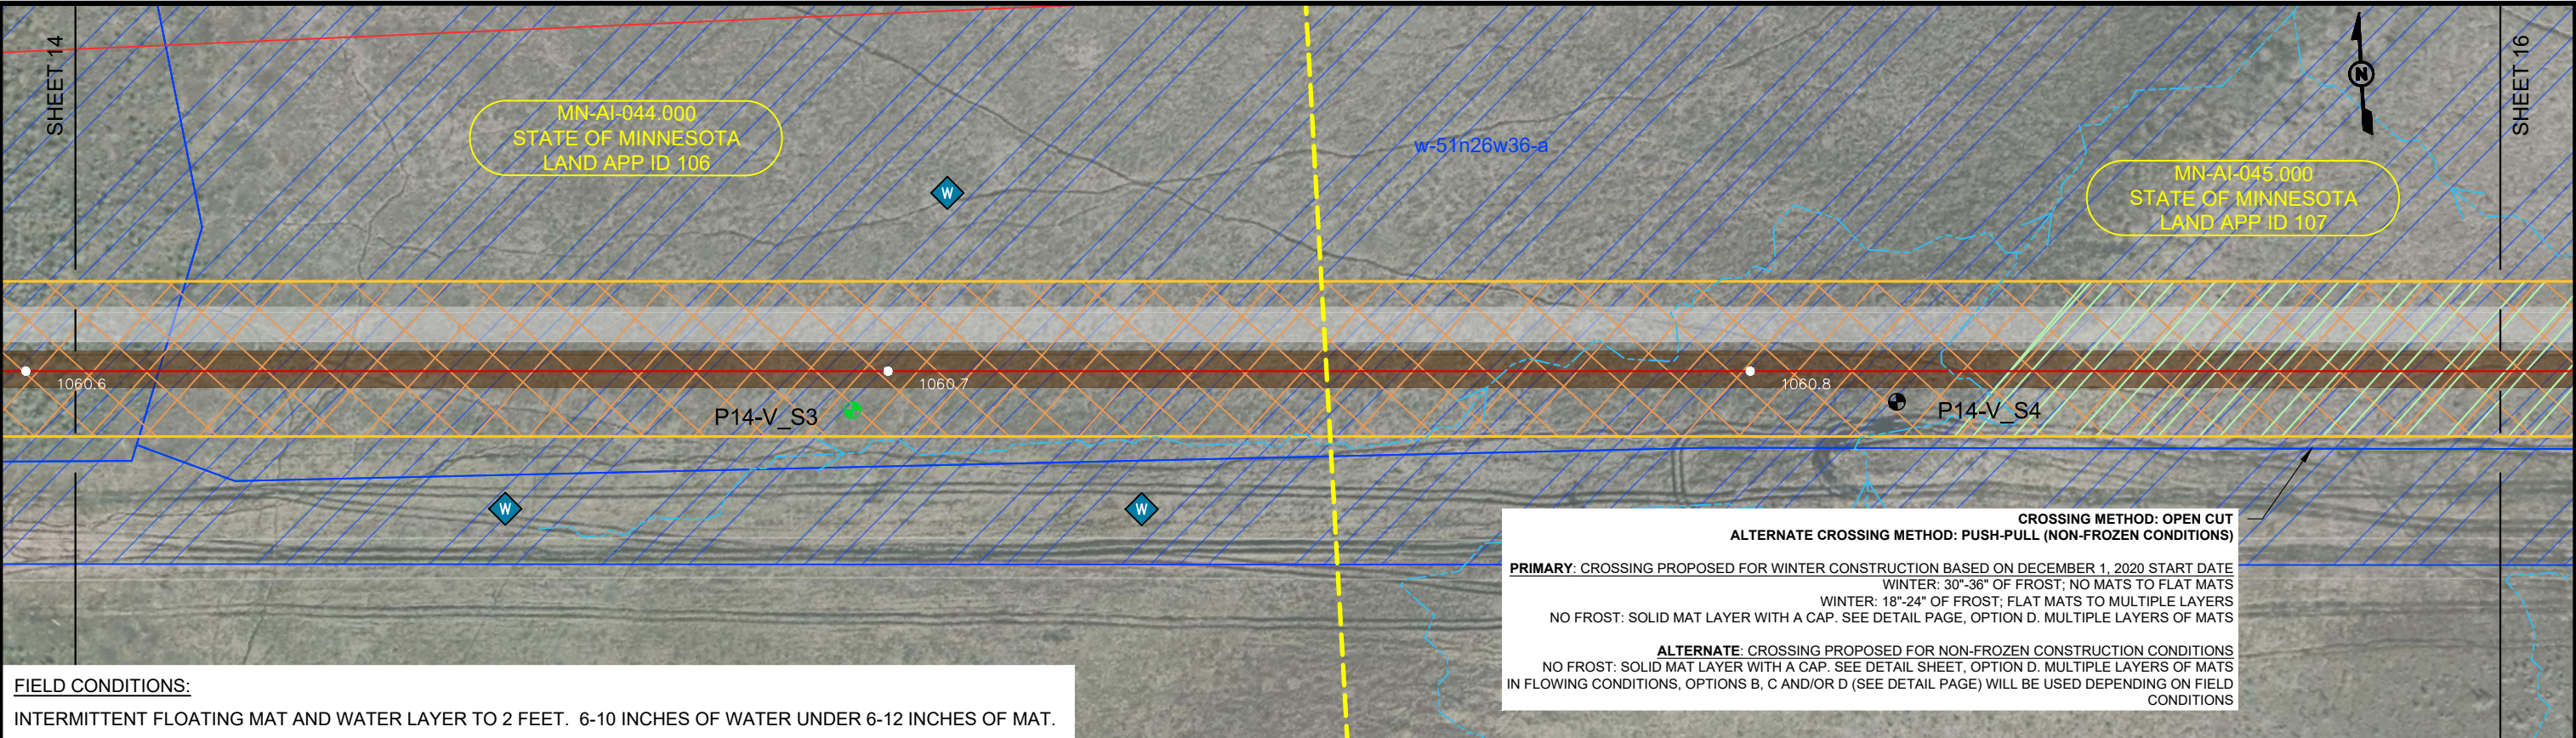 SHEET 14
MN-AI-044.000
STATE OF MINNESOTA
LAND APP ID 106
W
w-51n26w36-a
N
SHEET 16
MN-AI-045.000
STATE OF MINNESOTA
LAND APP ID 107
1060.6
1060.7
1060.8
P14-V_S3
P14-V_S4
W
W
CROSSING METHOD: OPEN CUT
ALTERNATE CROSSING METHOD: PUSH-PULL (NON-FROZEN CONDITIONS)
PRIMARY: CROSSING PROPOSED FOR WINTER CONSTRUCTION BASED ON DECEMBER 1, 2020 START DATE
WINTER: 30"-36" OF FROST; NO MATS TO FLAT MATS
WINTER: 18"-24" OF FROST; FLAT MATS TO MULTIPLE LAYERS
NO FROST: SOLID MAT LAYER WITH A CAP. SEE DETAIL PAGE, OPTION D. MULTIPLE LAYERS OF MATS
ALTERNATE: CROSSING PROPOSED FOR NON-FROZEN CONSTRUCTION CONDITIONS
NO FROST: SOLID MAT LAYER WITH A CAP. SEE DETAIL SHEET, OPTION D. MULTIPLE LAYERS OF MATS
IN FLOWING CONDITIONS, OPTIONS B, C AND/OR D (SEE DETAIL PAGE) WILL BE USED DEPENDING ON FIELD
CONDITIONS
FIELD CONDITIONS:
INTERMITTENT FLOATING MAT AND WATER LAYER TO 2 FEET. 6-10 INCHES OF WATER UNDER 6-12 INCHES OF MAT.